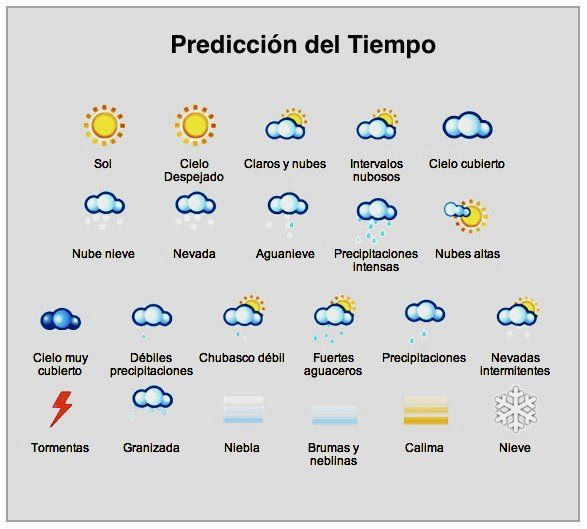 Predicción del Tiempo
Sol
Cielo
Despejado
Claros y nubes
Intervalos
nubosos
Cielo cubierto
Nube nieve
Nevada
Aguanieve
Precipitaciones
intensas
Nubes altas
Cielo muy
cubierto
Débiles
precipitaciones
Chubasco débil
Fuertes
aguaceros
Precipitaciones
Nevadas
intermitentes
Tormentas
Granizada
Niebla
Brumas y
neblinas
Calima
Nieve